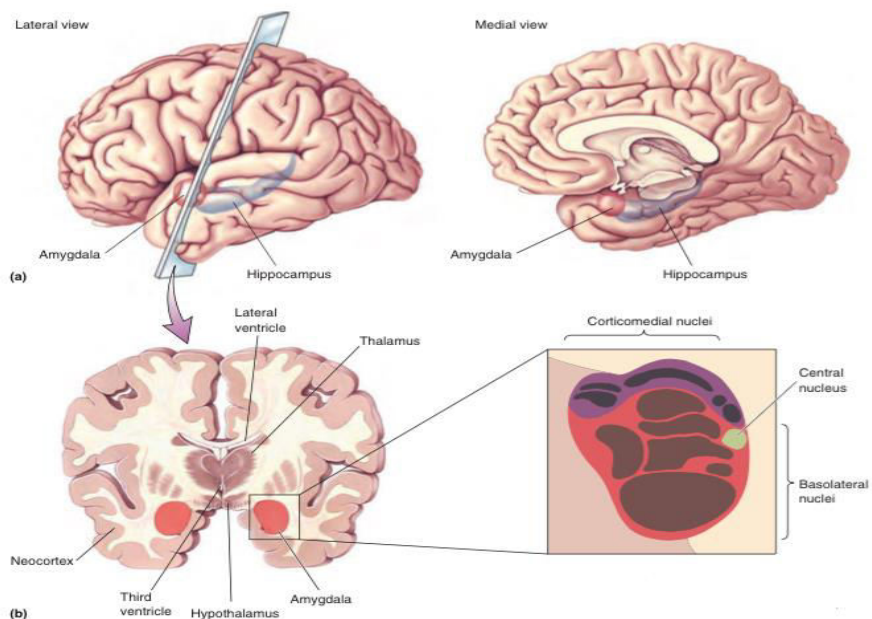 Lateral view
Medial view
Amygdala
Hippocampus
Amygdala
Hippocampus
(a)
Lateral
ventricle
Thalamus
Corticomedial nuclei
Central
nucleus
Basolateral
nuclei
Neocortex
Third
ventricle
Hypothalamus
Amygdala
(b)